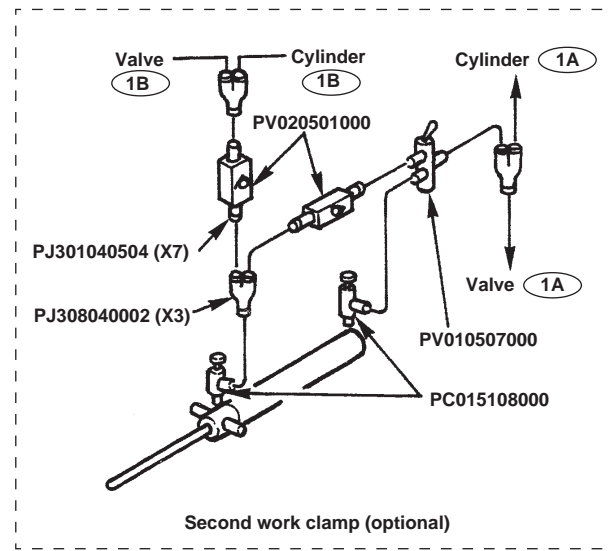 Valve 1B
Cylinder 1B
Cylinder 1A
PV020501000
PJ301040504 (X7)
PJ308040002 (X3)
Valve 1A
PV010507000
PC015108000
Second work clamp (optional)